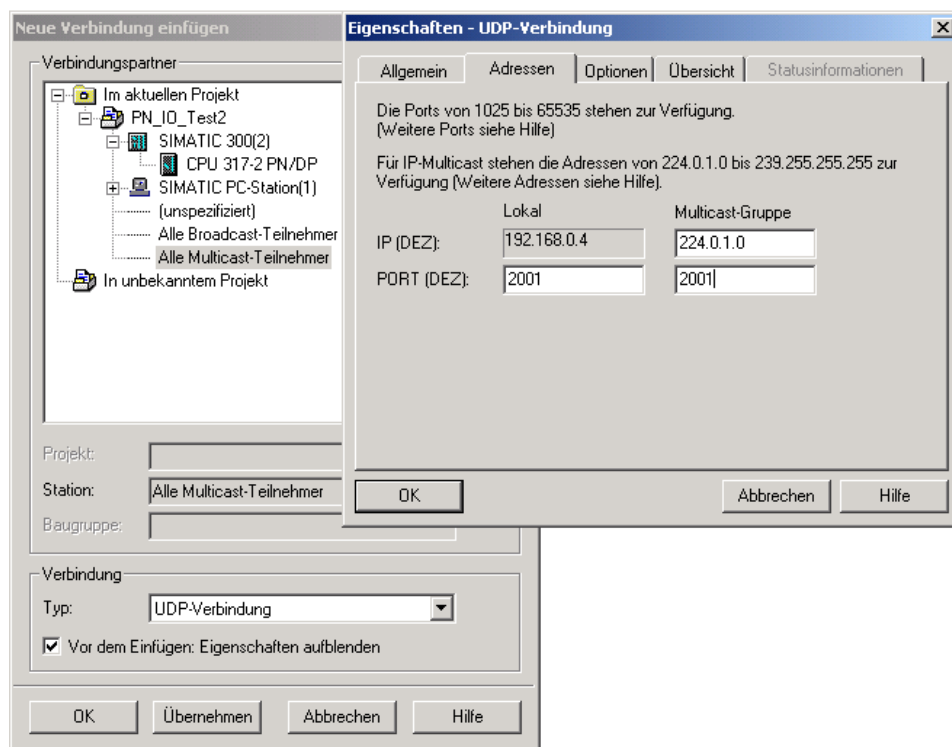 Neue Verbindung einfügen
Verbindungspartner
Im aktuellen Projekt
PN_IO_Test2
SIMATIC 300(2)
CPU 317-2 PN/DP
SIMATIC PC-Station(1)
(unspezifiziert)
Alle Broadcast-Teilnehmer
Alle Multicast-Teilnehmer
In unbekanntem Projekt
Projekt:
Station: Alle Multicast-Teilnehmer
Baugruppe:
Verbindung
Typ: UDP-Verbindung
Vor dem Einfügen: Eigenschaften aufblenden
OK Übernehmen Abbrechen Hilfe
Eigenschaften - UDP-Verbindung
Allgemein Adressen Optionen Übersicht Statusinformationen
Die Ports von 1025 bis 65535 stehen zur Verfügung.
(Weitere Ports siehe Hilfe)
Für IP-Multicast stehen die Adressen von 224.0.1.0 bis 239.255.255.255 zur
Verfügung (Weitere Adressen siehe Hilfe).
Lokal Multicast-Gruppe
IP (DEZ): 192.168.0.4 224.0.1.0
PORT (DEZ): 2001 2001
OK Abbrechen Hilfe